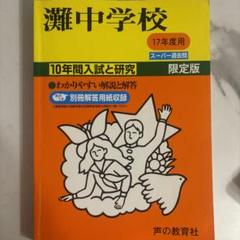 灘中学校
17年度用
スーパー過去問
10年間入試と研究
限定版
●わかりやすい解説と解答
別冊解答用紙収録
声の教育社